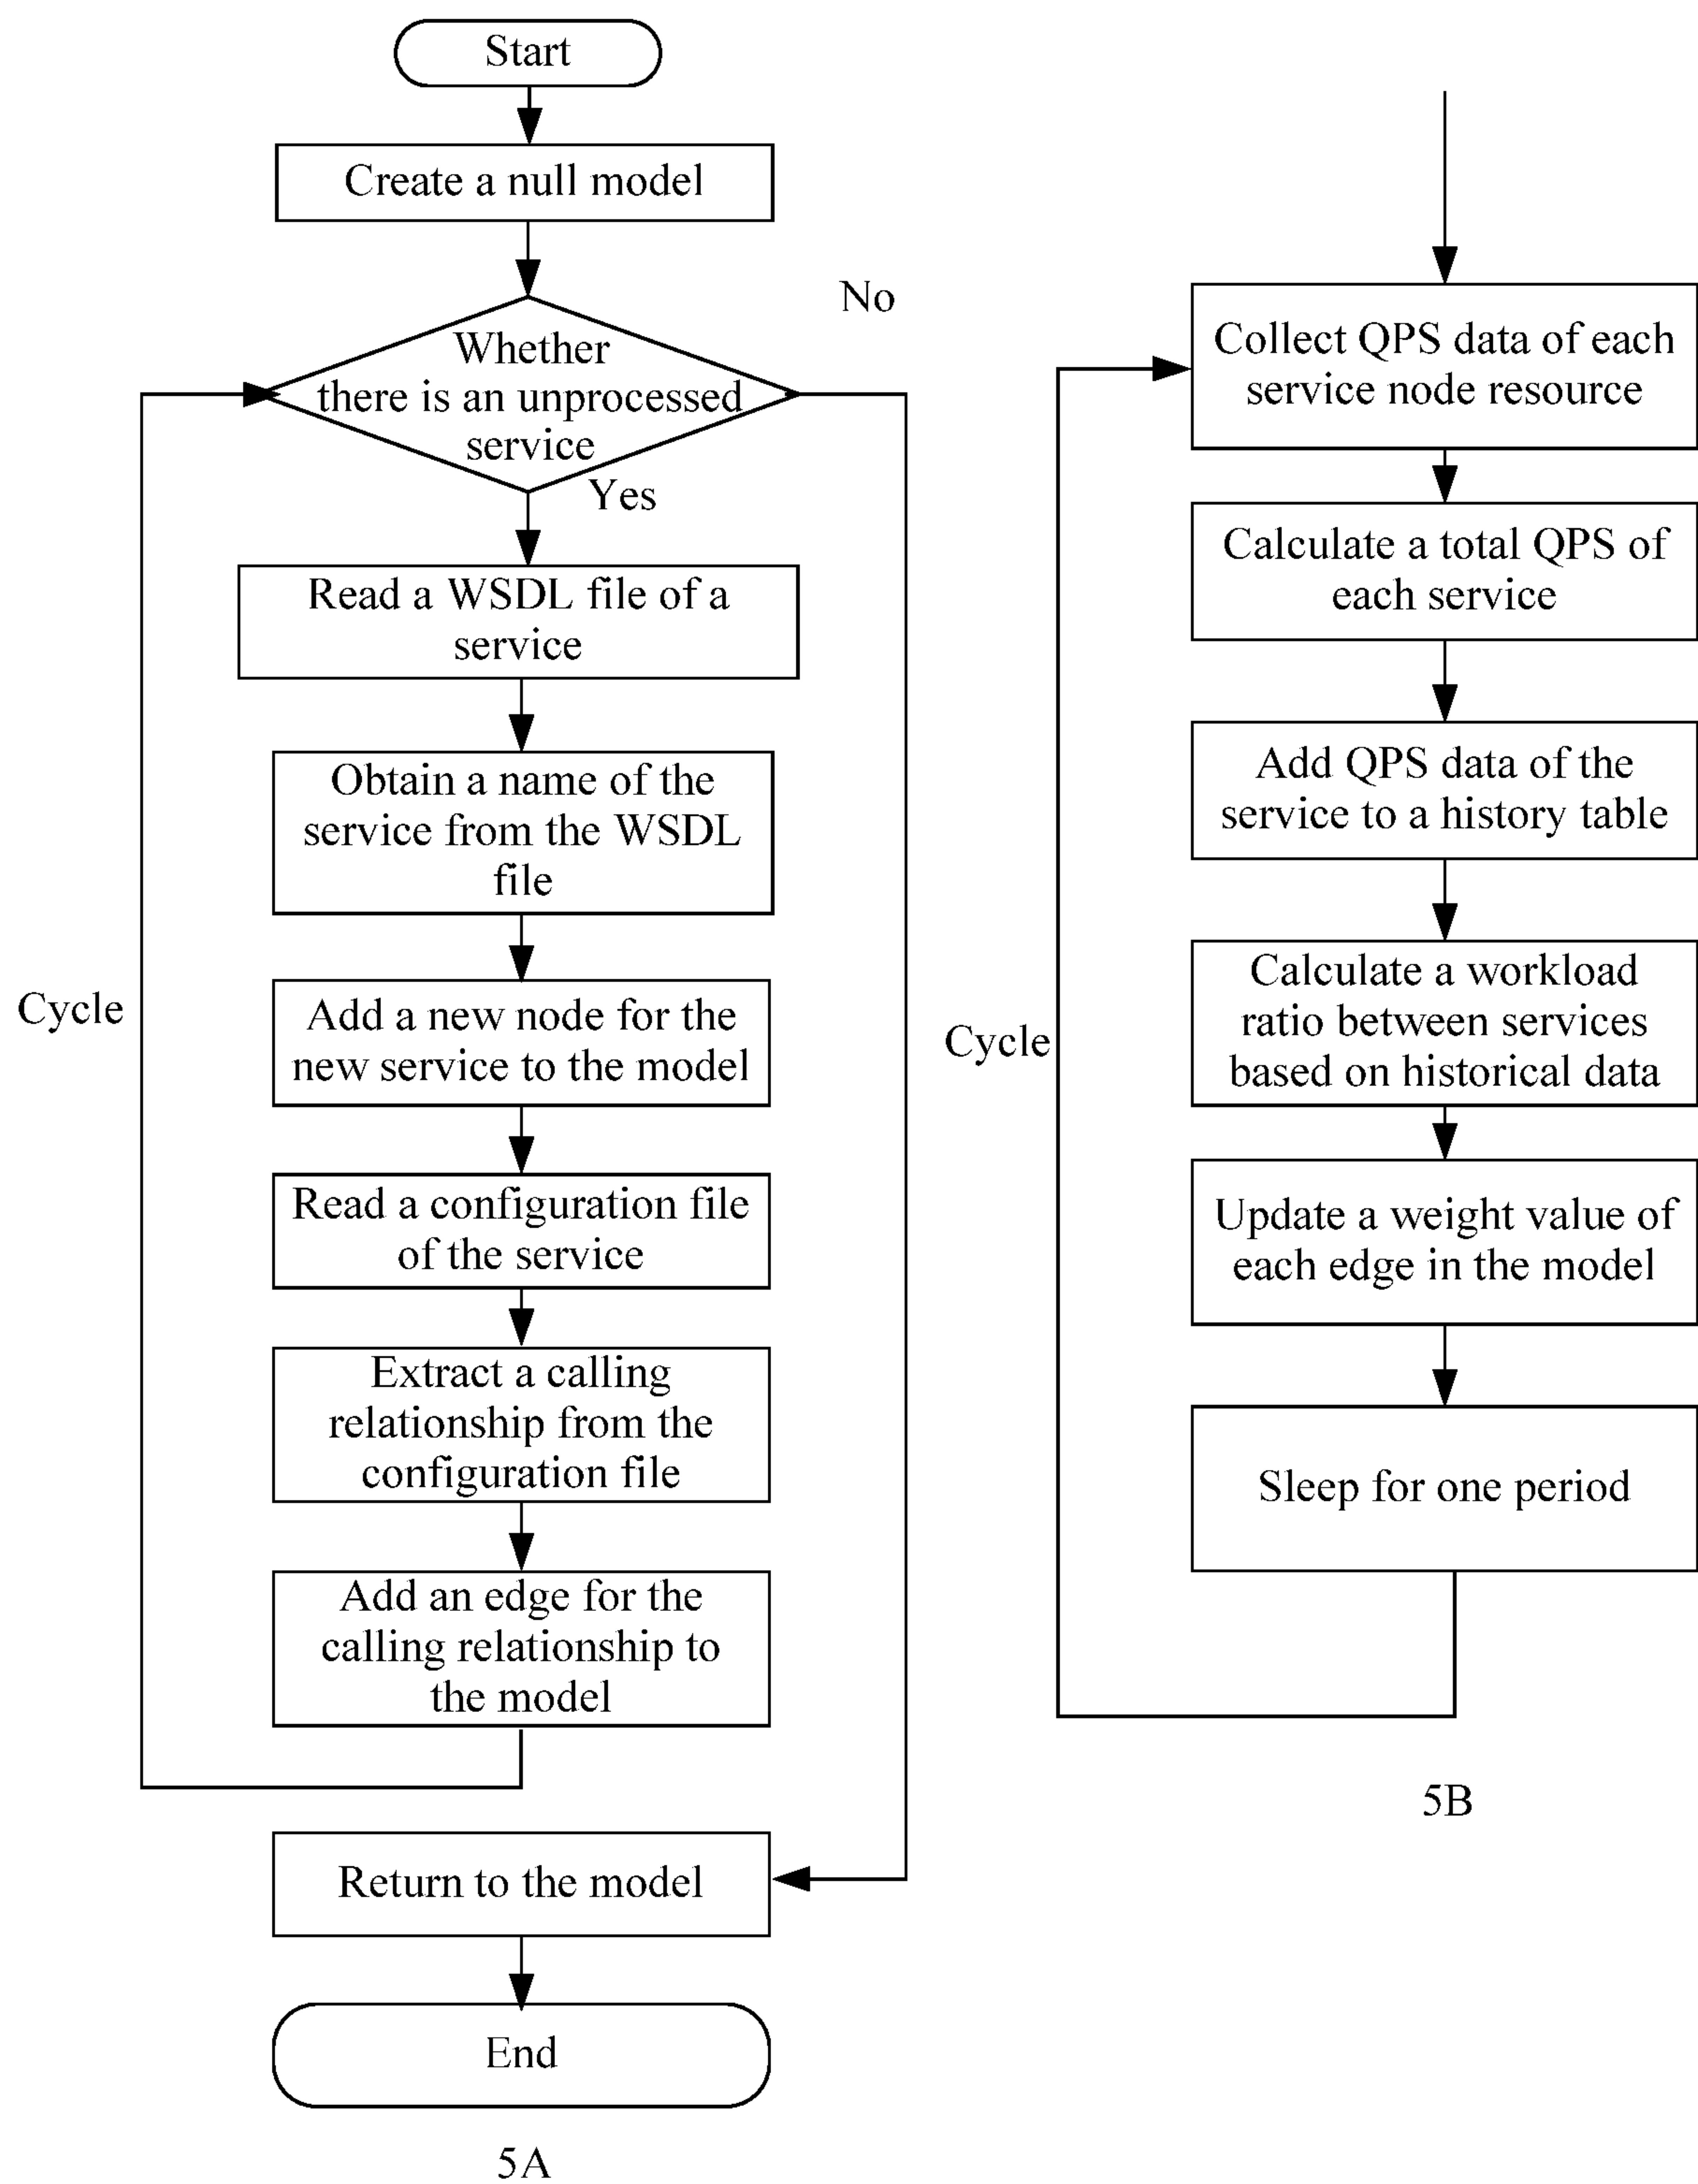 Start
Create a null model
Whether
there is an unprocessed
service
No
Yes
Read a WSDL file of a
service
Obtain a name of the
service from the WSDL
file
Add a new node for the
new service to the model
Cycle
Read a configuration file
of the service
Extract a calling
relationship from the
configuration file
Add an edge for the
calling relationship to
the model
Return to the model
End
5A
Collect QPS data of each
service node resource
Calculate a total QPS of
each service
Add QPS data of the
service to a history table
Cycle
Calculate a workload
ratio between services
based on historical data
Update a weight value of
each edge in the model
Sleep for one period
5B